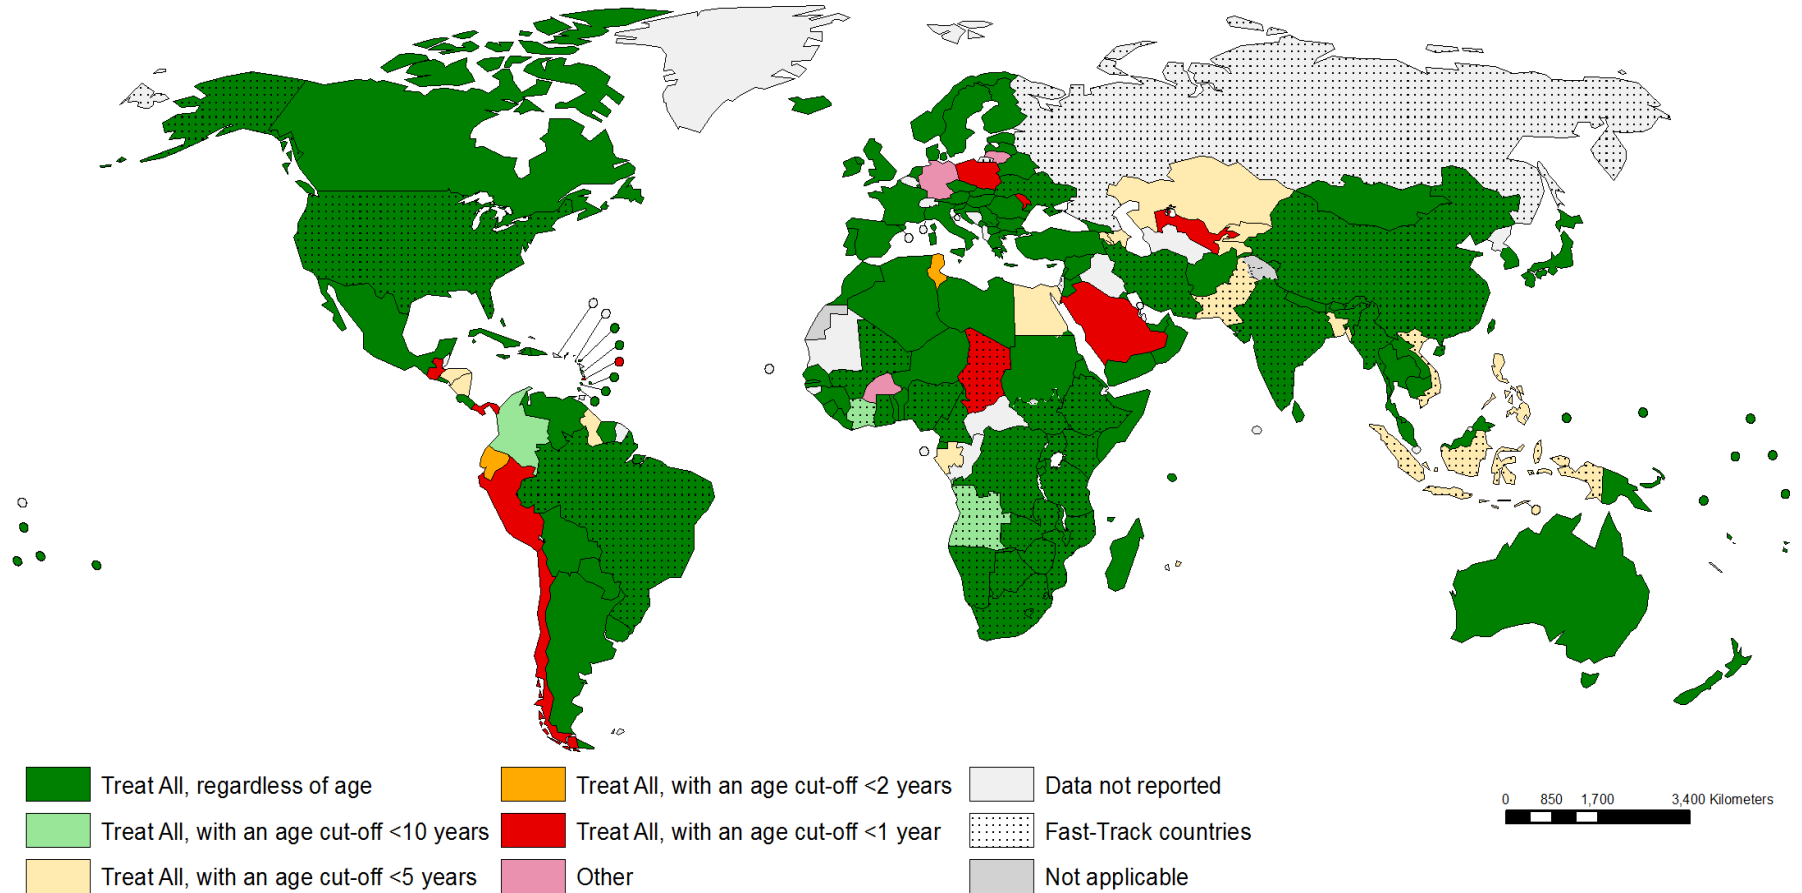 Treat All, regardless of age
Treat All, with an age cut-off <10 years
Treat All, with an age cut-off <5 years
Treat All, with an age cut-off <2 years
Treat All, with an age cut-off <1 year
Other
Data not reported
Fast-Track countries
Not applicable
0 850 1,700 3,400 Kilometers